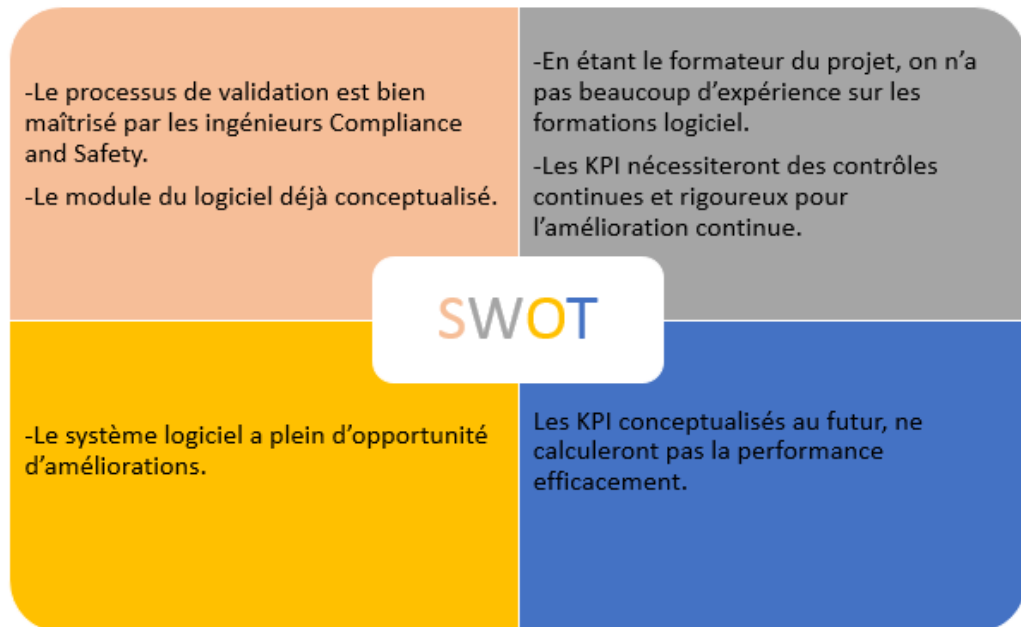 -Le processus de validation est bien
maîtrisé par les ingénieurs Compliance
and Safety.
-Le module du logiciel déjà conceptualisé.
-En étant le formateur du projet, on n’a
pas beaucoup d’expérience sur les
formations logiciel.
-Les KPI nécessiteront des contrôles
continues et rigoureux pour
l’amélioration continue.
SWOT
-Le système logiciel a plein d’opportunité
d’améliorations.
Les KPI conceptualisés au futur, ne
calculeront pas la performance
efficacement.